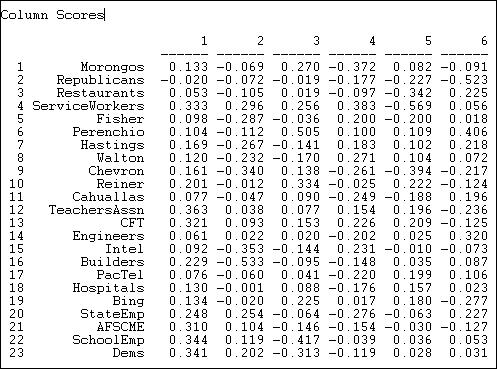 Column Scores
1 2 3 4 5 6
------ ------ ------ ------ ------ ------
1 Morongos 0.133 -0.069 0.270 -0.372 0.082 -0.091
2 Republicans -0.020 -0.072 -0.019 -0.177 -0.227 -0.523
3 Restaurants 0.053 -0.105 0.019 -0.097 0.342 0.225
4 ServiceWorkers 0.333 0.296 0.256 0.383 -0.569 0.056
5 Fisher 0.098 -0.287 -0.036 0.200 -0.200 0.018
6 Perenchio 0.104 -0.112 0.505 0.100 0.109 0.406
7 Hastings 0.169 -0.267 -0.141 0.183 0.102 0.218
8 Walton 0.120 -0.232 -0.170 0.271 0.104 0.072
9 Chevron 0.161 -0.340 0.138 -0.261 -0.394 -0.217
10 Reiner 0.201 -0.012 0.334 -0.025 0.222 -0.124
11 Cahuallas 0.077 -0.047 0.090 -0.249 -0.188 0.196
12 TeachersAssn 0.363 0.038 0.077 0.154 0.196 -0.236
13 CFT 0.321 0.093 0.153 0.226 0.209 -0.125
14 Engineers 0.061 0.022 0.020 -0.202 0.025 0.320
15 Intel 0.092 -0.353 -0.144 0.231 -0.010 -0.073
16 Builders 0.229 -0.533 -0.095 -0.148 0.035 0.087
17 PacTel 0.076 -0.060 0.041 -0.220 0.199 0.106
18 Hospitals 0.130 -0.001 0.088 -0.176 0.157 0.023
19 Bing 0.134 -0.020 0.225 0.017 0.180 -0.277
20 StateEmp 0.248 0.254 -0.064 -0.276 -0.063 0.227
21 AFSCME 0.310 0.104 -0.146 -0.154 -0.030 -0.127
22 SchoolEmp 0.344 0.119 -0.417 -0.039 0.036 0.053
23 Dems 0.341 0.202 -0.313 -0.119 0.028 0.031